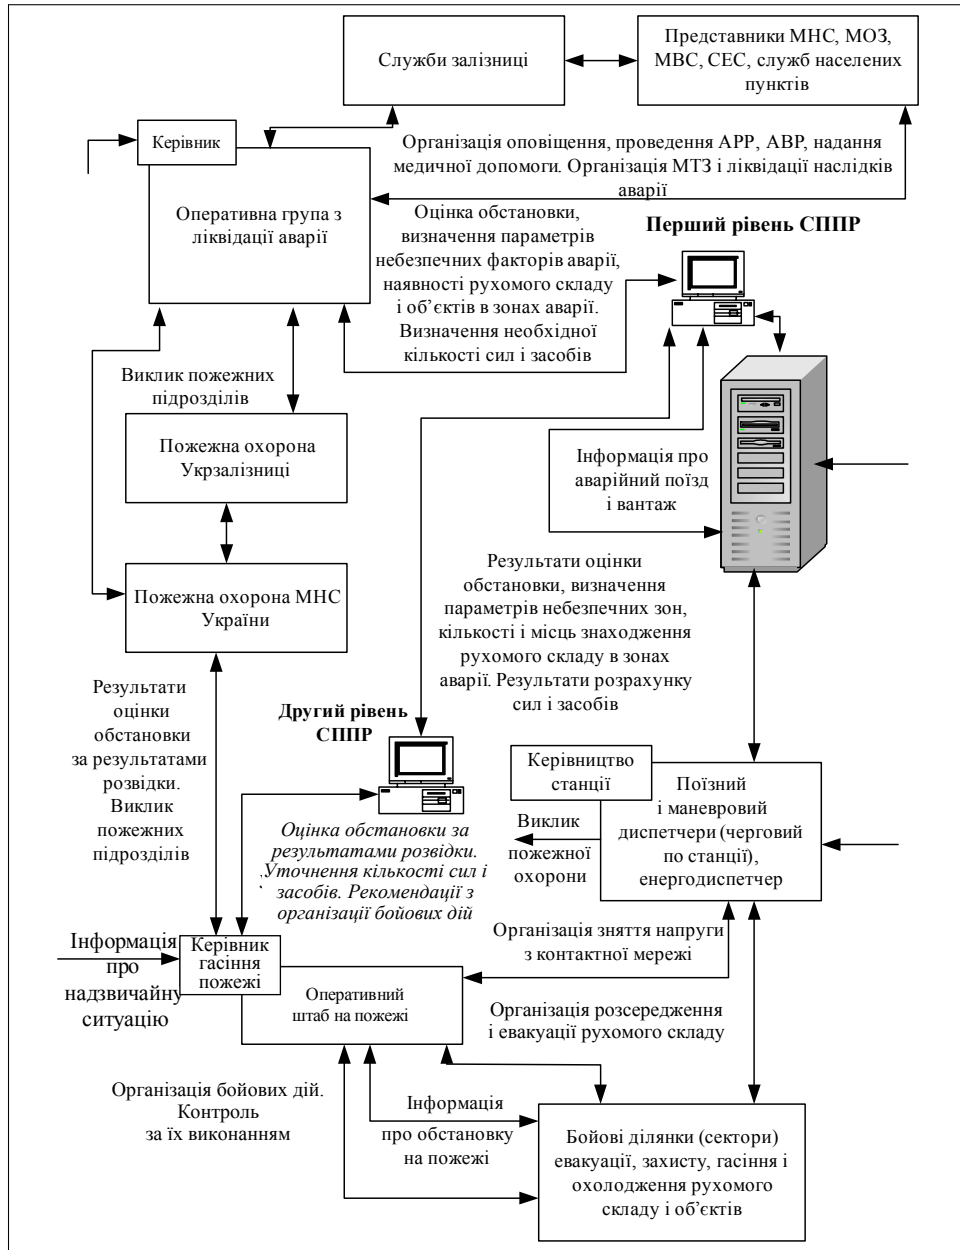 Служби залізниці
Представники МНС, МОЗ,
МВС, СЕС, служб населених
пунктів
Керівник
Організація оповіщення, проведення АРР, АВР, надання
медичної допомоги. Організація МТЗ і ліквідації наслідків
аварії
Оперативна група з
ліквідації аварії
Оцінка обстановки,
визначення параметрів
небезпечних факторів аварії,
наявності рухомого складу
і об’єктів в зонах аварії.
Визначення необхідної
кількості сил і засобів
Перший рівень СППР
Виклик пожежних
підрозділів
Пожежна охорона
Укрзалізниці
Інформація про
аварійний поїзд
і вантаж
Пожежна охорона МНС
України
Результати оцінки
обстановки, визначення
параметрів небезпечних зон,
кількості і місць знаходження
рухомого складу в зонах
аварії. Результати розрахунку
сил і засобів
Результати
оцінки
обстановки
за результатами
розвідки.
Виклик
пожежних
підрозділів
Другий рівень
СППР
Керівництво
станції
Поїзний
і маневровий
диспетчери (черговий
по станції),
енергодиспетчер
Виклик
пожежної
охорони
Оцінка обстановки за
результатами розвідки.
Уточнення кількості сил і
засобів. Рекомендації з
організації бойових дій
Інформація
про
надзвичайну
ситуацію
Керівник
гасіння
пожежі
Оперативний
штаб на пожежі
Організація зняття напруги
з контактної мережі
Організація розсередження
і евакуації рухомого складу
Організація бойових дій.
Контроль
за їх виконанням
Інформація
про обстановку
на пожежі
Бойові ділянки (сектори)
евакуації, захисту, гасіння і
охолодження рухомого
складу і об’єктів